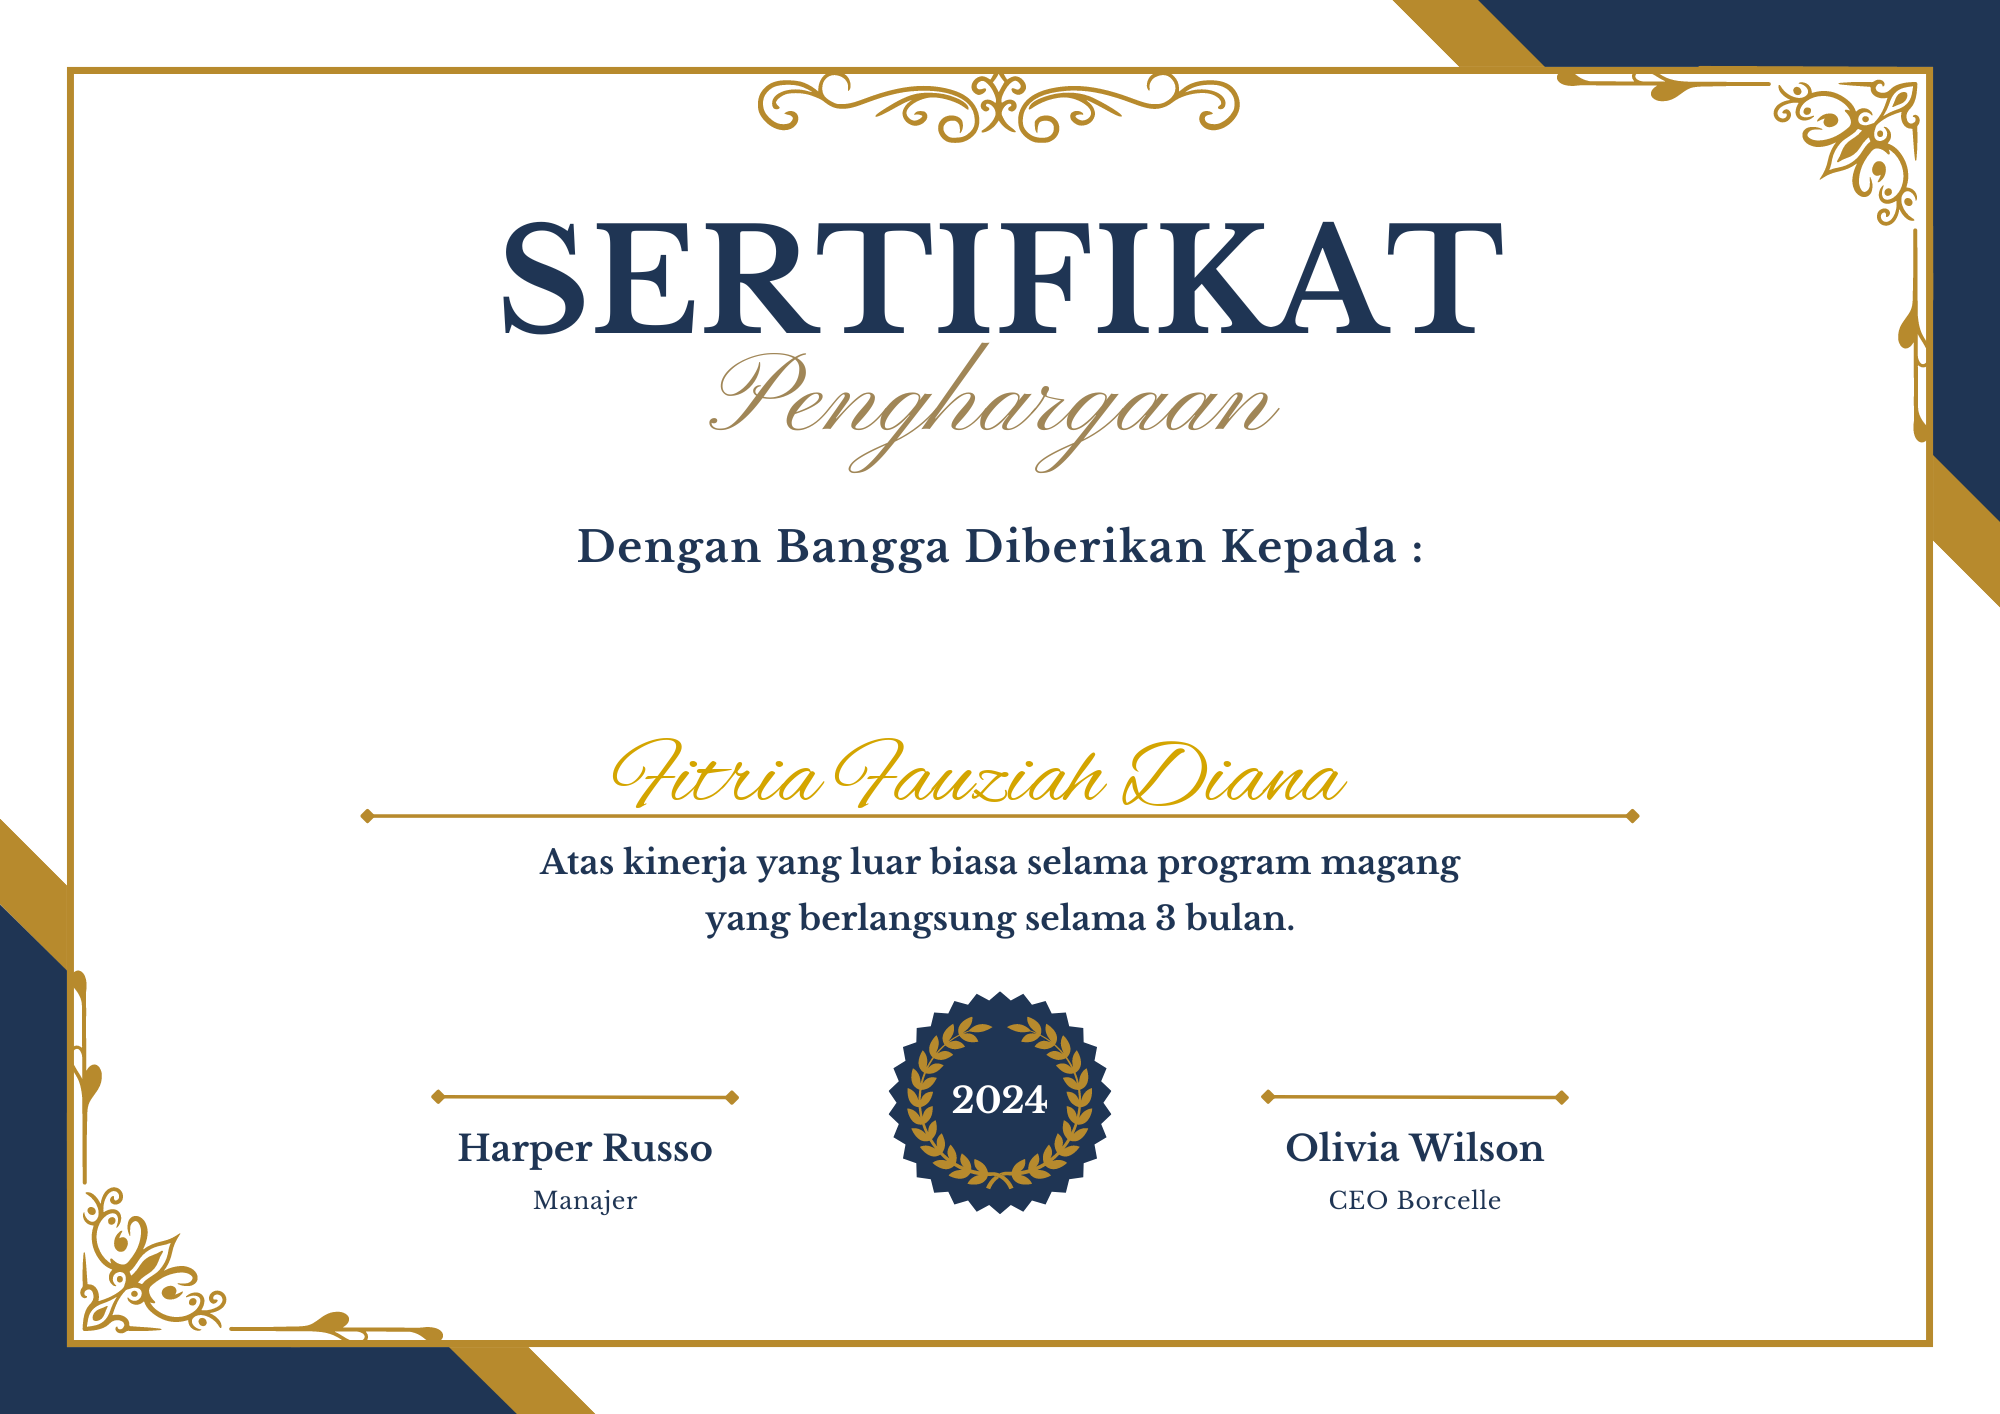 SERTIFIKAT
Penghargaan
Dengan Bangga Diberikan Kepada :
Fitria Fauziah Diana
Atas kinerja yang luar biasa selama program magang
yang berlangsung selama 3 bulan.
2024
Harper Russo
Manajer
Olivia Wilson
CEO Borcelle